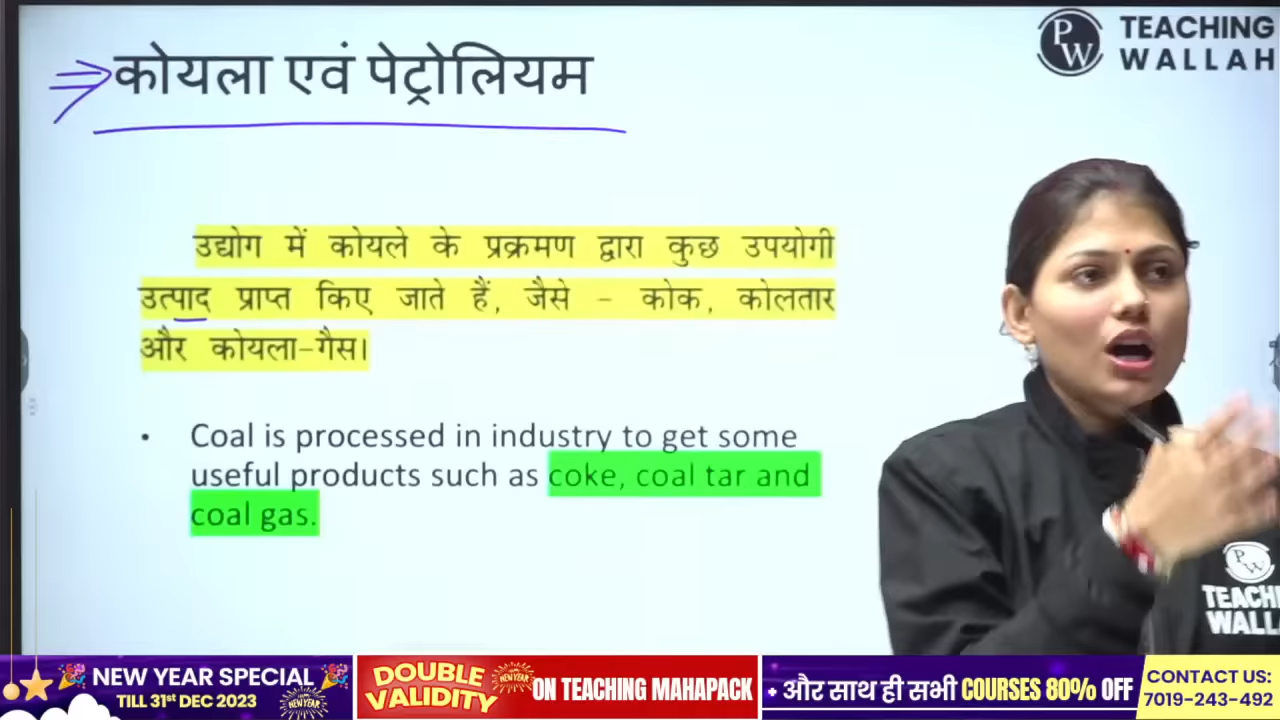 कोयला एवं पेट्रोलियम
PW
TEACHING
WALLAH
उद्योग में कोयले के प्रक्रमण द्वारा कुछ उपयोगी
उत्पाद प्राप्त किए जाते हैं, जैसे - कोक, कोलतार
और कोयला-गैस।
• Coal is processed in industry to get some
useful products such as coke, coal tar and
coal gas.
PW
NEW YEAR SPECIAL
TILL 31st DEC 2023
DOUBLE
VALIDITY
ON TEACHING MAHAPACK
+ और साथ ही सभी COURSES 80% OFF
CONTACT US:
7019-243-492